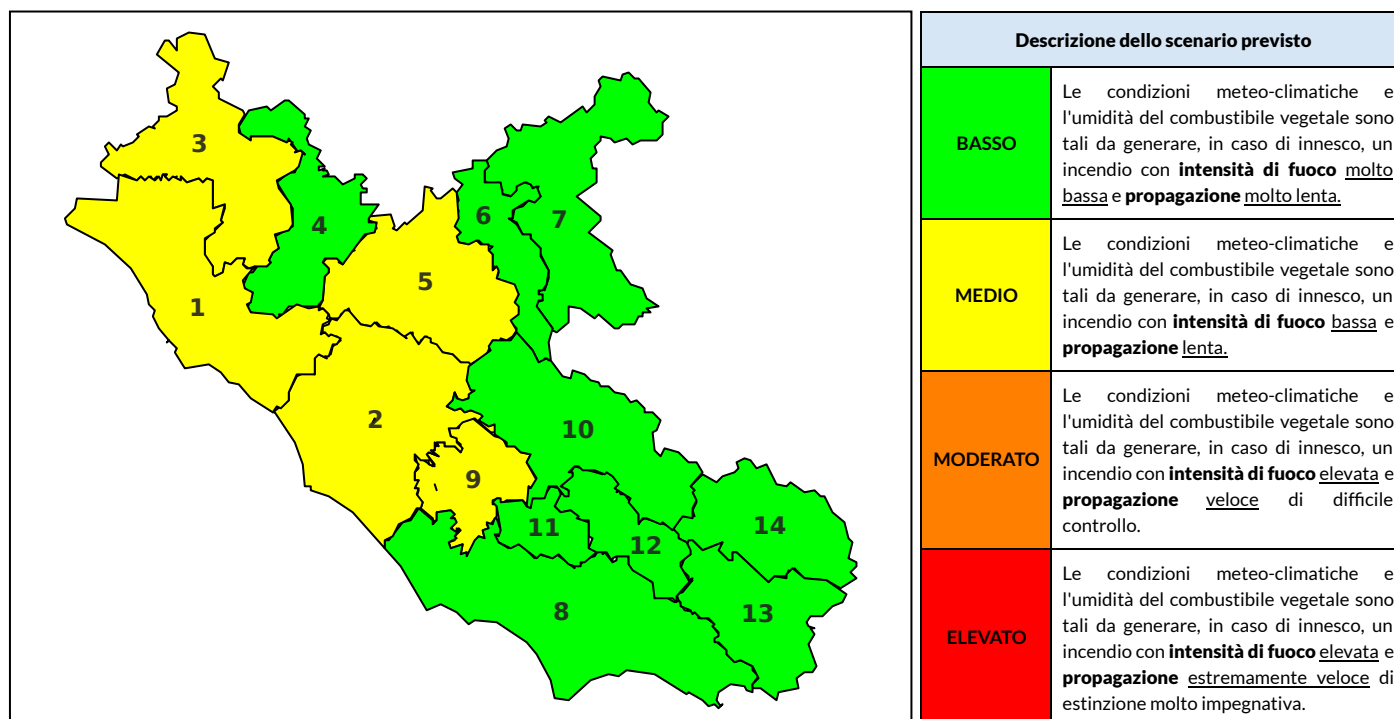 3
4
5
6
7
1
2
9
10
11
12
14
8
13
Descrizione dello scenario previsto
BASSO
Le condizioni meteo-climatiche e
l'umidità del combustibile vegetale sono
tali da generare, in caso di innesco, un
incendio con intensità di fuoco molto
bassa e propagazione molto lenta.
MEDIO
Le condizioni meteo-climatiche e
l'umidità del combustibile vegetale sono
tali da generare, in caso di innesco, un
incendio con intensità di fuoco bassa e
propagazione lenta.
MODERATO
Le condizioni meteo-climatiche e
l'umidità del combustibile vegetale sono
tali da generare, in caso di innesco, un
incendio con intensità di fuoco elevata e
propagazione veloce di difficile
controllo.
ELEVATO
Le condizioni meteo-climatiche e
l'umidità del combustibile vegetale sono
tali da generare, in caso di innesco, un
incendio con intensità di fuoco elevata e
propagazione estremamente veloce di
estinzione molto impegnativa.